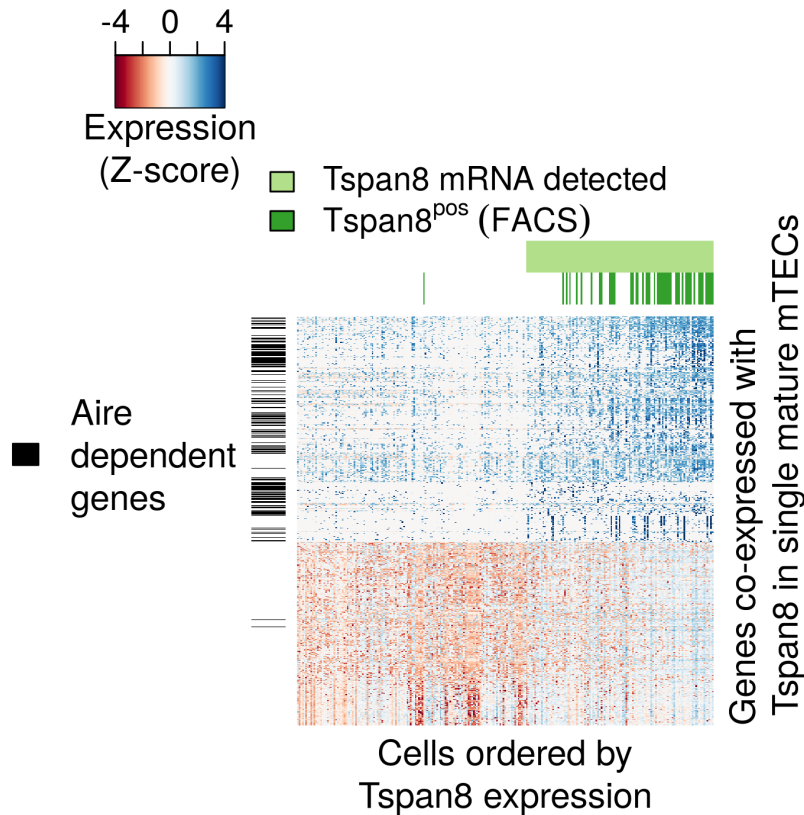 -4 0 4
Expression
(Z-score)
Tspan8 mRNA detected
Tspan8pos (FACS)
Aire
dependent
genes
Genes co-expressed with
Tspan8 in single mature mTECs
Cells ordered by
Tspan8 expression